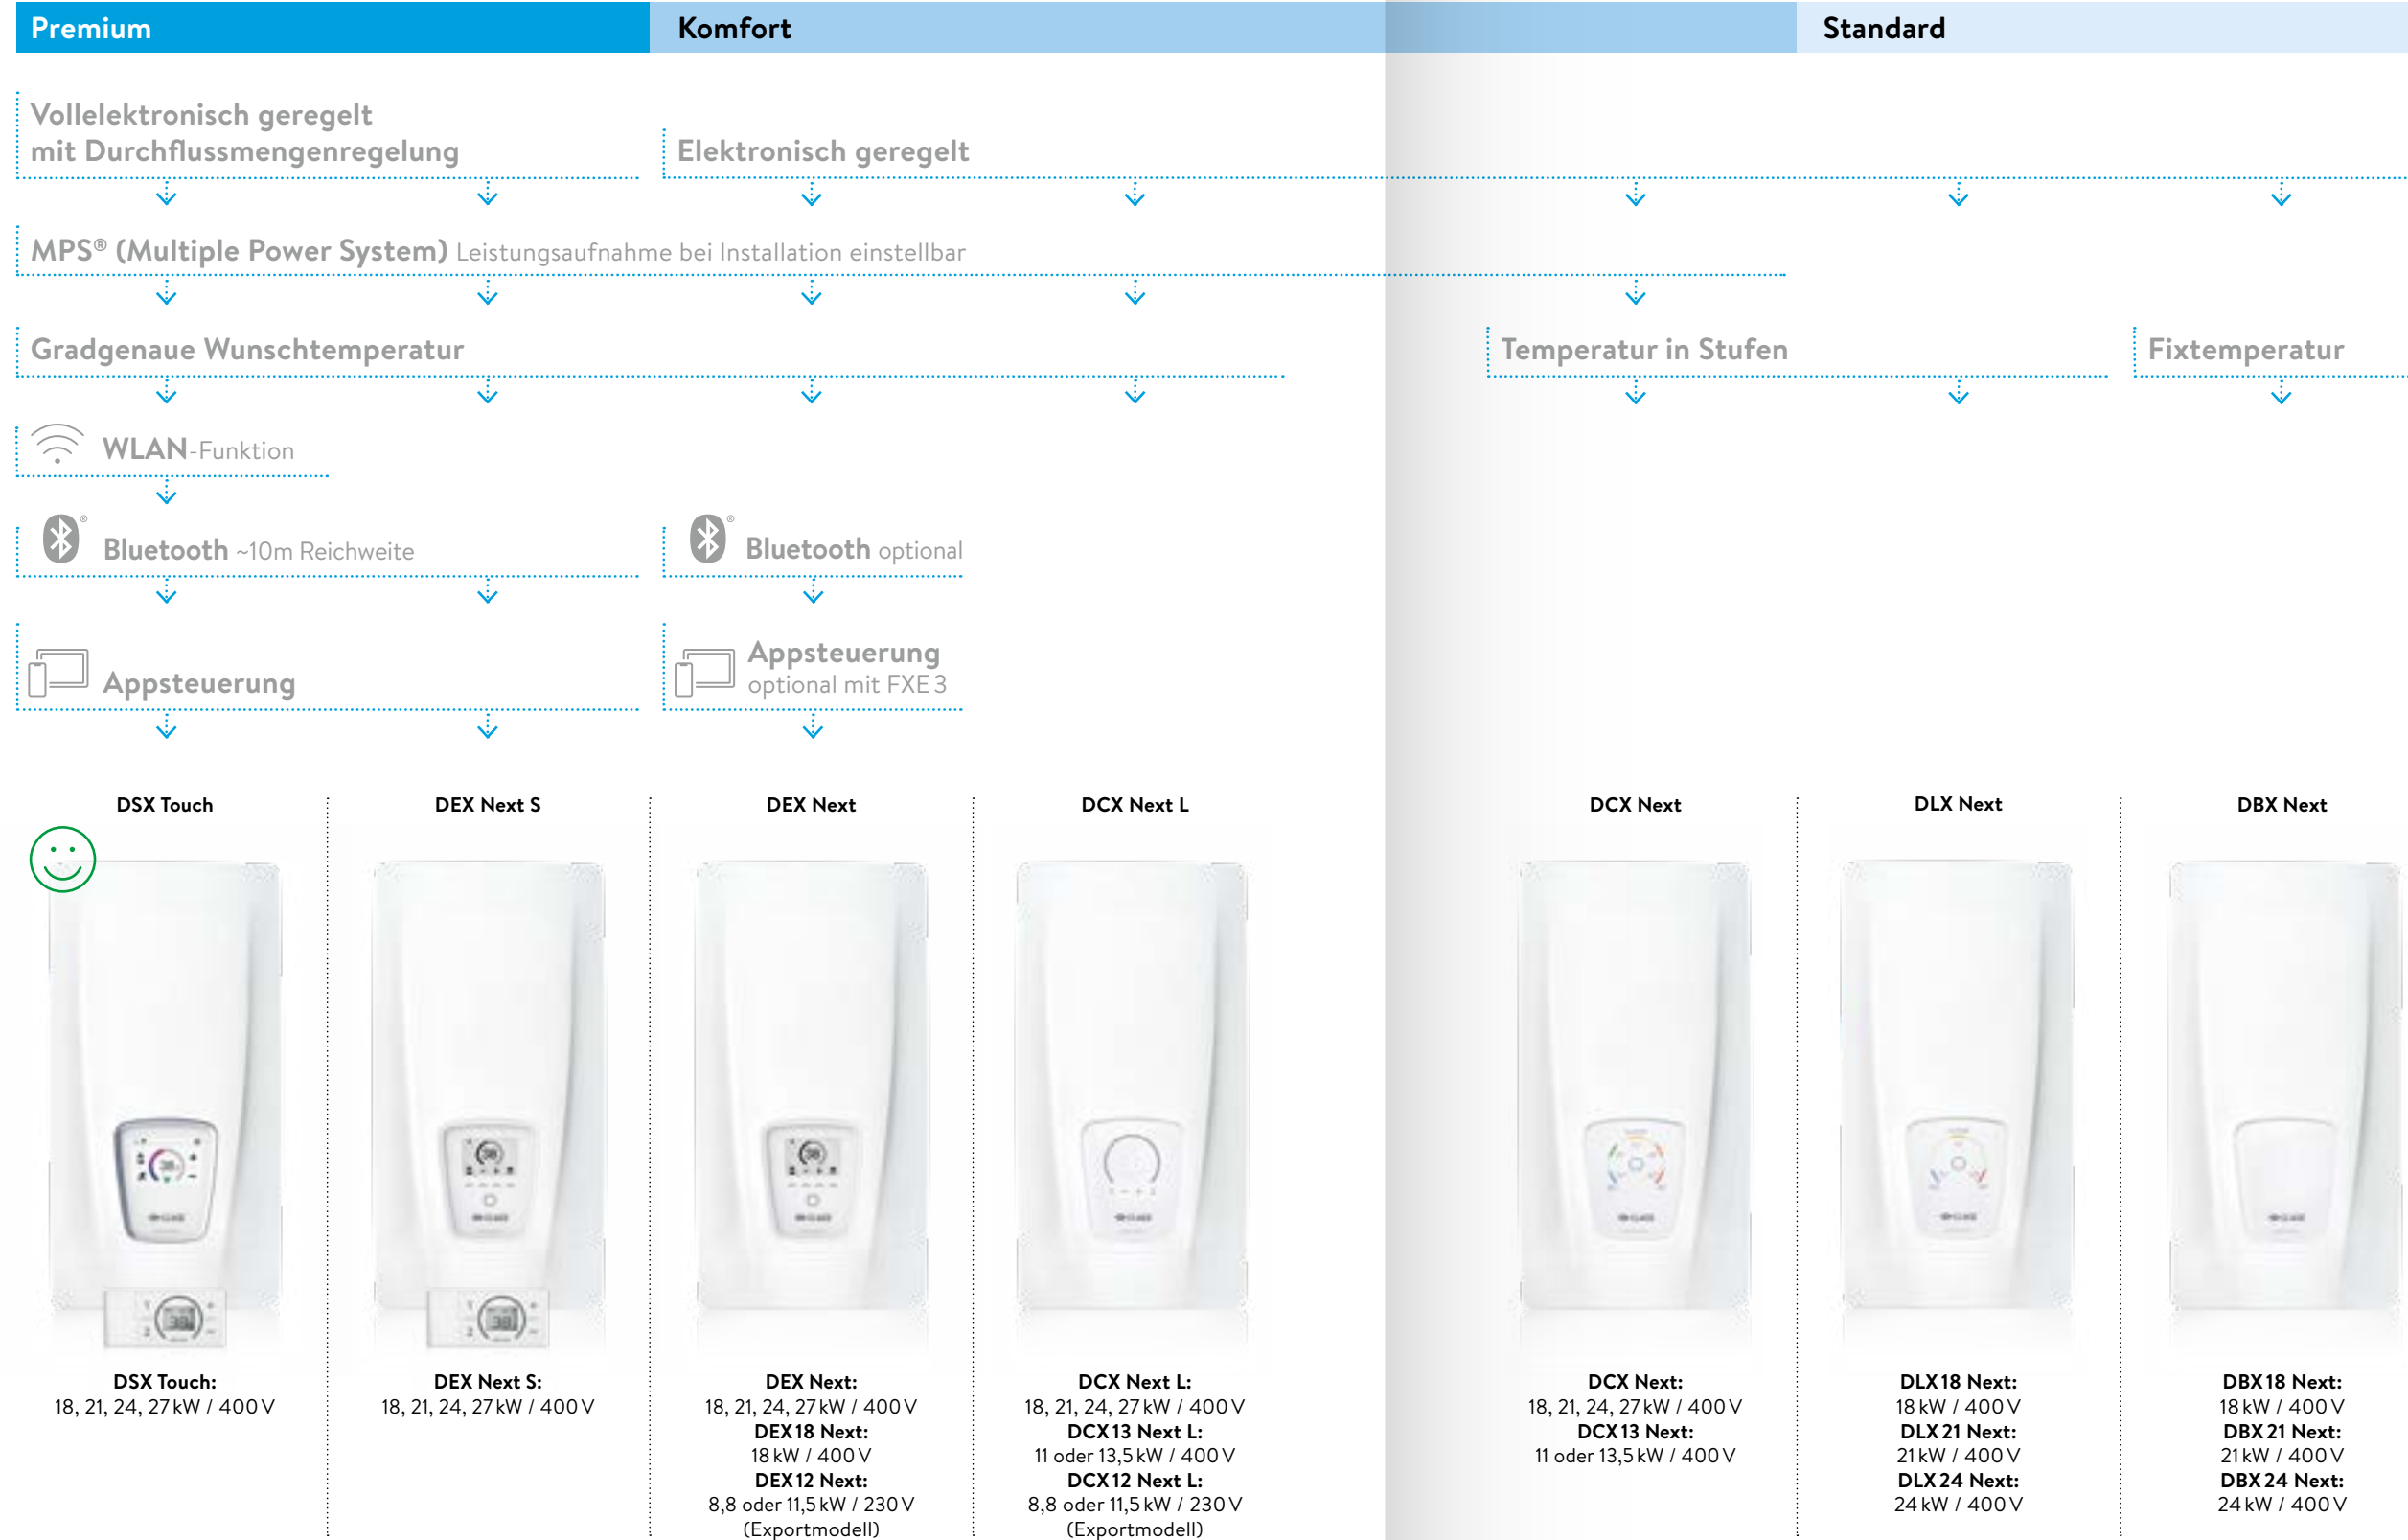 Premium
Komfort
Standard
Vollelektronisch geregelt
mit Durchflussmengenregelung
Elektronisch geregelt
MPS® (Multiple Power System) Leistungsaufnahme bei Installation einstellbar
Gradgenaue Wunschtemperatur
Temperatur in Stufen
Fixtemperatur
WLAN-Funktion
Bluetooth ~10m Reichweite
® Bluetooth optional
Appsteuerung
Appsteuerung
optional mit FXE 3
DSX Touch
DEX Next S
DEX Next
DCX Next L
DCX Next
DLX Next
DBX Next
38
38
38
38
38
DSX Touch:
18, 21, 24, 27 kW / 400 V
DEX Next S:
18, 21, 24, 27 kW / 400 V
DEX Next:
18, 21, 24, 27 kW / 400 V
DEX 18 Next:
18 kW / 400 V
DEX 12 Next:
8,8 oder 11,5 kW / 230 V
(Exportmodell)
DCX Next L:
18, 21, 24, 27 kW / 400 V
DCX 13 Next L:
11 oder 13,5 kW / 400 V
DCX 12 Next L:
8,8 oder 11,5 kW / 230 V
(Exportmodell)
DCX Next:
18, 21, 24, 27 kW / 400 V
DCX 13 Next:
11 oder 13,5 kW / 400 V
DLX 18 Next:
18 kW / 400 V
DLX 21 Next:
21 kW / 400 V
DLX 24 Next:
24 kW / 400 V
DBX 18 Next:
18 kW / 400 V
DBX 21 Next:
21 kW / 400 V
DBX 24 Next:
24 kW / 400 V